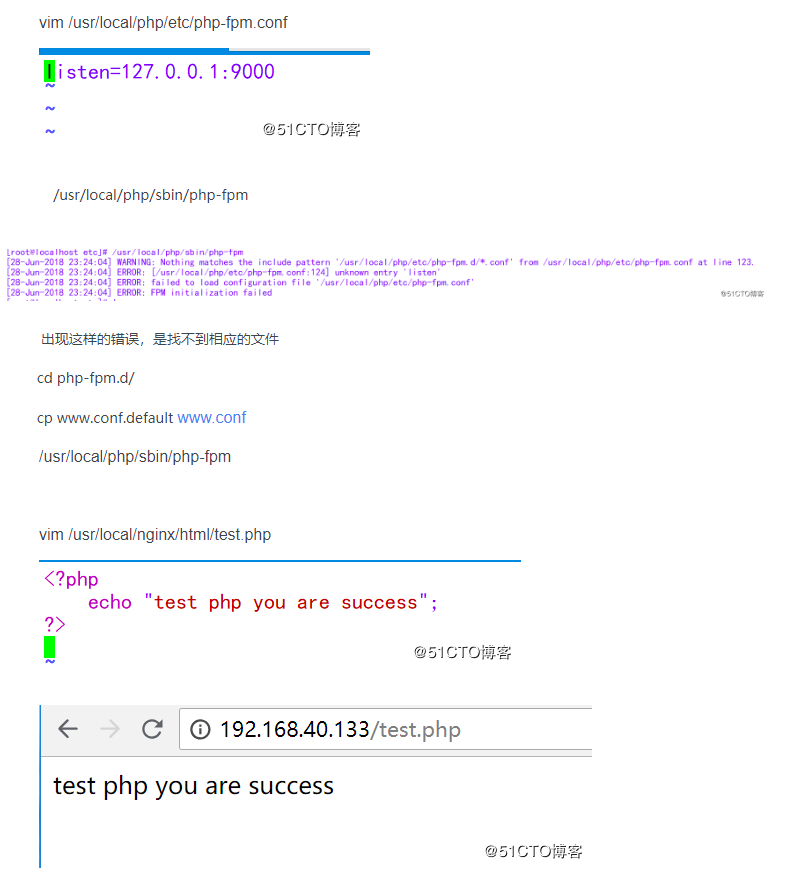 vim /usr/local/php/etc/php-fpm.conf
listen=127.0.0.1:9000
~
~
~
@51CTO博客
/usr/local/php/sbin/php-fpm
[root@localhost etc]# /usr/local/php/sbin/php-fpm
[28-Jun-2018 23:24:04] WARNING: Nothing matches the include pattern '/usr/local/php/etc/php-fpm.d/*.conf' from /usr/local/php/etc/php-fpm.conf at line 123.
[28-Jun-2018 23:24:04] ERROR: [/usr/local/php/etc/php-fpm.conf:124] unknown entry 'listen'
[28-Jun-2018 23:24:04] ERROR: failed to load configuration file '/usr/local/php/etc/php-fpm.conf'
[28-Jun-2018 23:24:04] ERROR: FPM initialization failed
@51CTO博客
出现这样的错误，是找不到相应的文件
cd php-fpm.d/
cp www.conf.default www.conf
/usr/local/php/sbin/php-fpm
vim /usr/local/nginx/html/test.php
<?php
echo "test php you are success";
?>
~
@51CTO博客
192.168.40.133/test.php
test php you are success
@51CTO博客